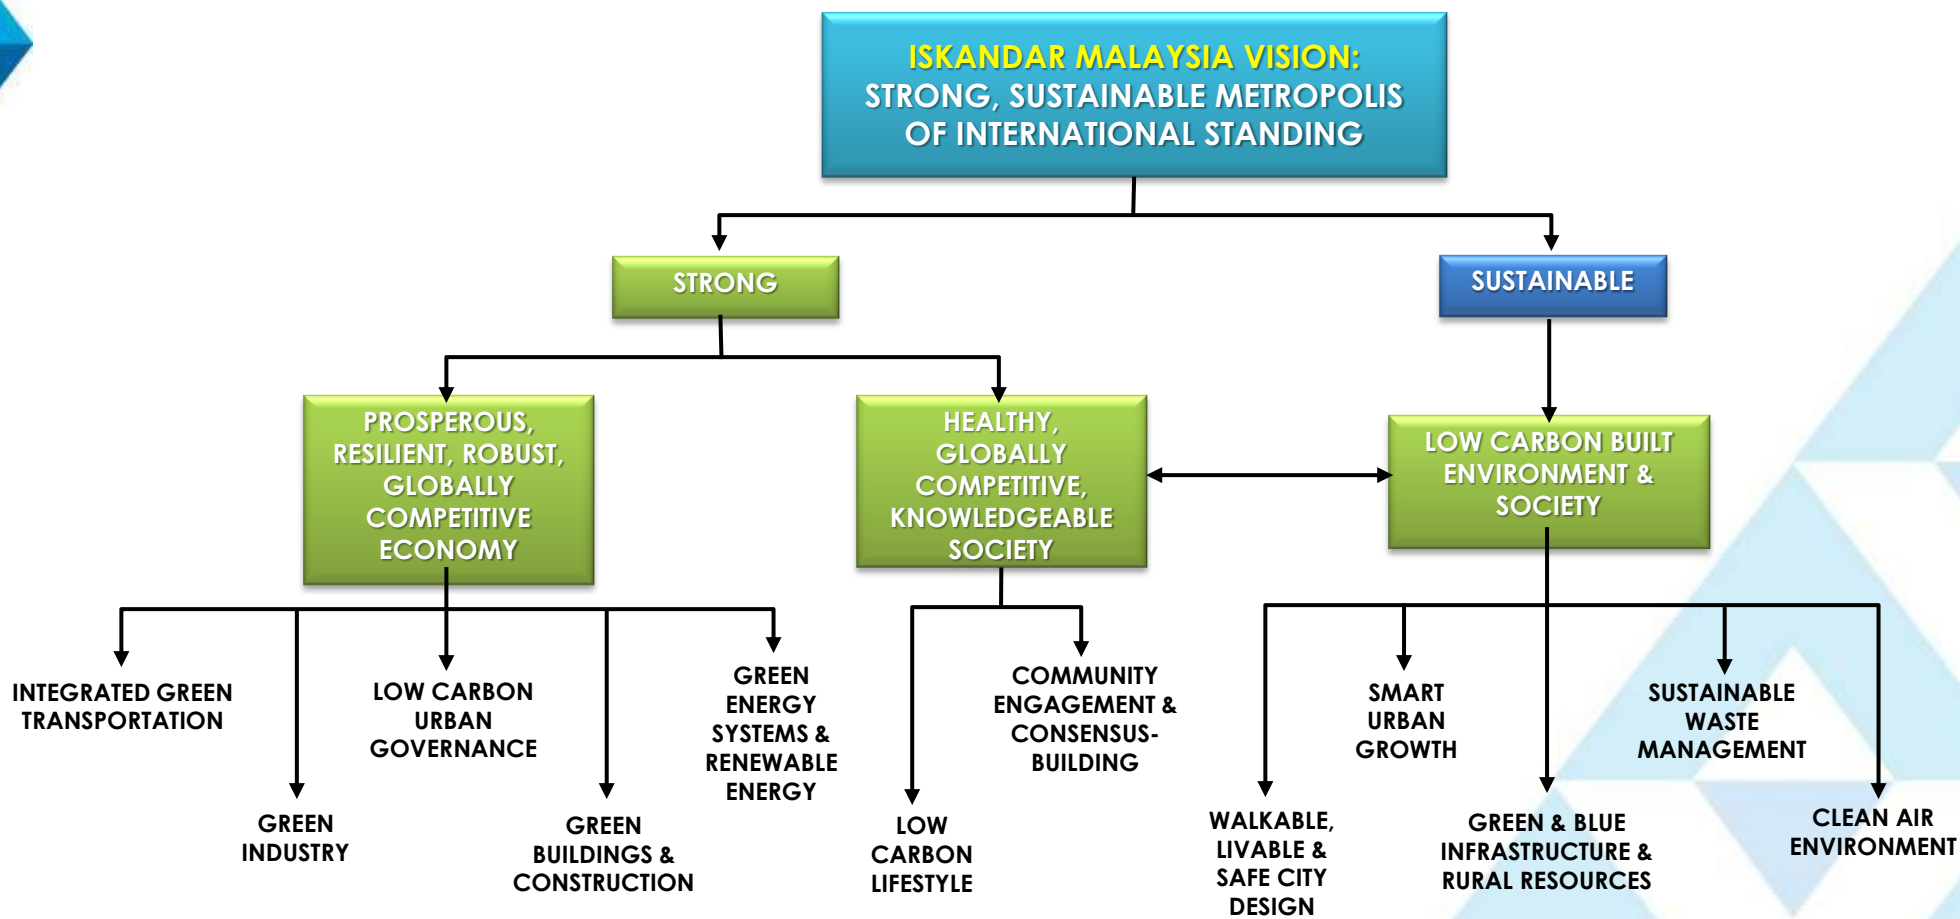 ISKANDAR MALAYSIA VISION:
STRONG, SUSTAINABLE METROPOLIS
OF INTERNATIONAL STANDING
STRONG
SUSTAINABLE
PROSPEROUS,
RESILIENT, ROBUST,
GLOBALLY
COMPETITIVE
ECONOMY
HEALTHY,
GLOBALLY
COMPETITIVE,
KNOWLEDGEABLE
SOCIETY
LOW CARBON BUILT
ENVIRONMENT &
SOCIETY
INTEGRATED GREEN
TRANSPORTATION
GREEN
INDUSTRY
LOW CARBON
URBAN
GOVERNANCE
GREEN
BUILDINGS &
CONSTRUCTION
GREEN
ENERGY
SYSTEMS &
RENEWABLE
ENERGY
LOW
CARBON
LIFESTYLE
COMMUNITY
ENGAGEMENT &
CONSENSUS-
BUILDING
WALKABLE,
LIVABLE &
SAFE CITY
DESIGN
SMART
URBAN
GROWTH
GREEN & BLUE
INFRASTRUCTURE &
RURAL RESOURCES
SUSTAINABLE
WASTE
MANAGEMENT
CLEAN AIR
ENVIRONMENT